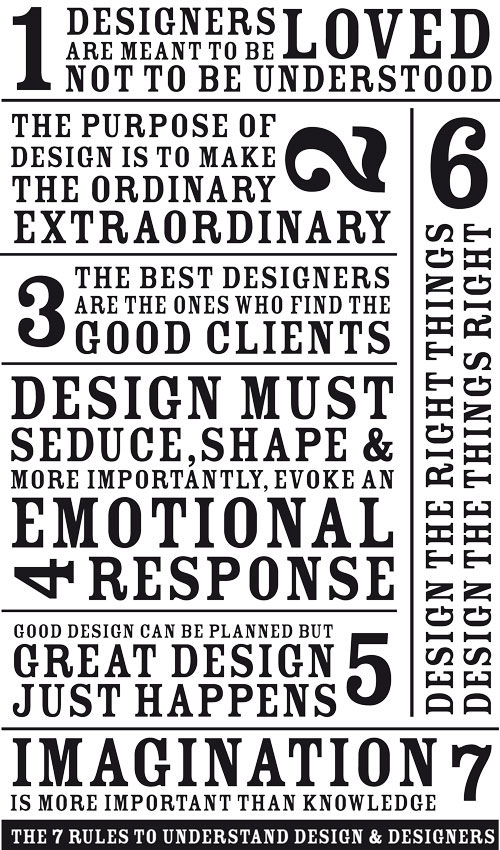 1
DESIGNERS
ARE MEANT TO BE
LOVED
NOT TO BE UNDERSTOOD
THE PURPOSE OF
DESIGN IS TO MAKE
THE ORDINARY
2
EXTRAORDINARY
3
THE BEST DESIGNERS
ARE THE ONES WHO FIND THE
GOOD CLIENTS
DESIGN MUST
SEDUCE, SHAPE &
MORE IMPORTANTLY, EVOKE AN
EMOTIONAL
4 RESPONSE
GOOD DESIGN CAN BE PLANNED BUT
GREAT DESIGN
JUST HAPPENS
5
6
DESIGN THE RIGHT THINGS
DESIGN THE THINGS RIGHT
IMAGINATION
IS MORE IMPORTANT THAN KNOWLEDGE
7
THE 7 RULES TO UNDERSTAND DESIGN & DESIGNERS